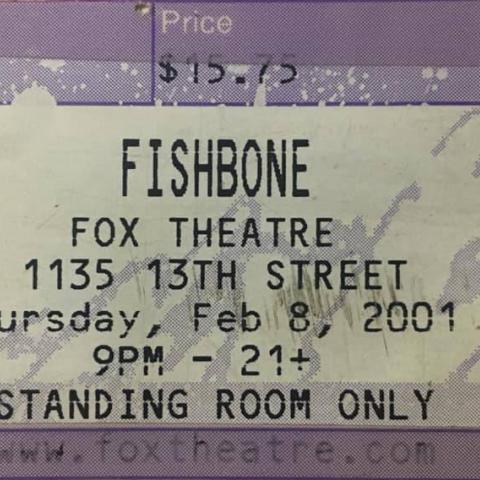 Price
$15.75
FISHBONE
FOX THEATRE
1135 13TH STREET
ursday, Feb 8, 2001
9PM - 21+
STANDING ROOM ONLY
www.foxtheatre.com